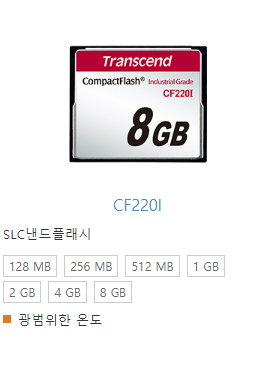 Transcend
CompactFlash® Industrial Grade
CF220I
8GB
CF220I
SLC낸드플래시
128 MB 256 MB 512 MB 1 GB
2 GB 4 GB 8 GB
광범위한 온도